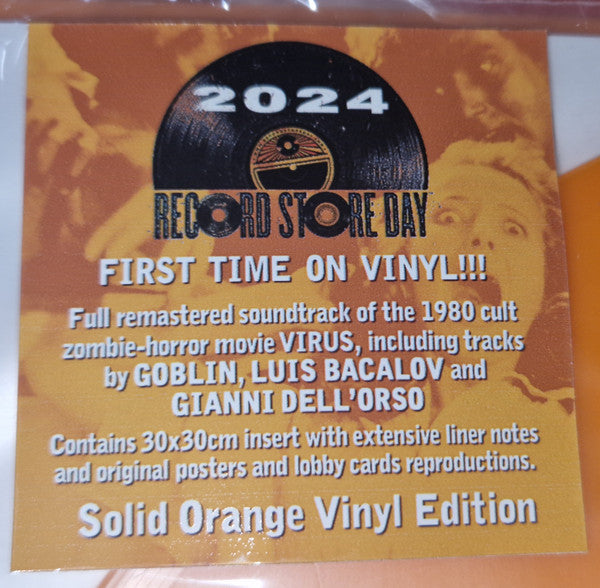 2024
RECORD STORE DAY
FIRST TIME ON VINYL!!!
Full remastered soundtrack of the 1980 cult
zombie-horror movie VIRUS, including tracks
by GOBLIN, LUIS BACALOV and
GIANNI DELL'ORSO
Contains 30x30cm insert with extensive liner notes
and original posters and lobby cards reproductions.
Solid Orange Vinyl Edition